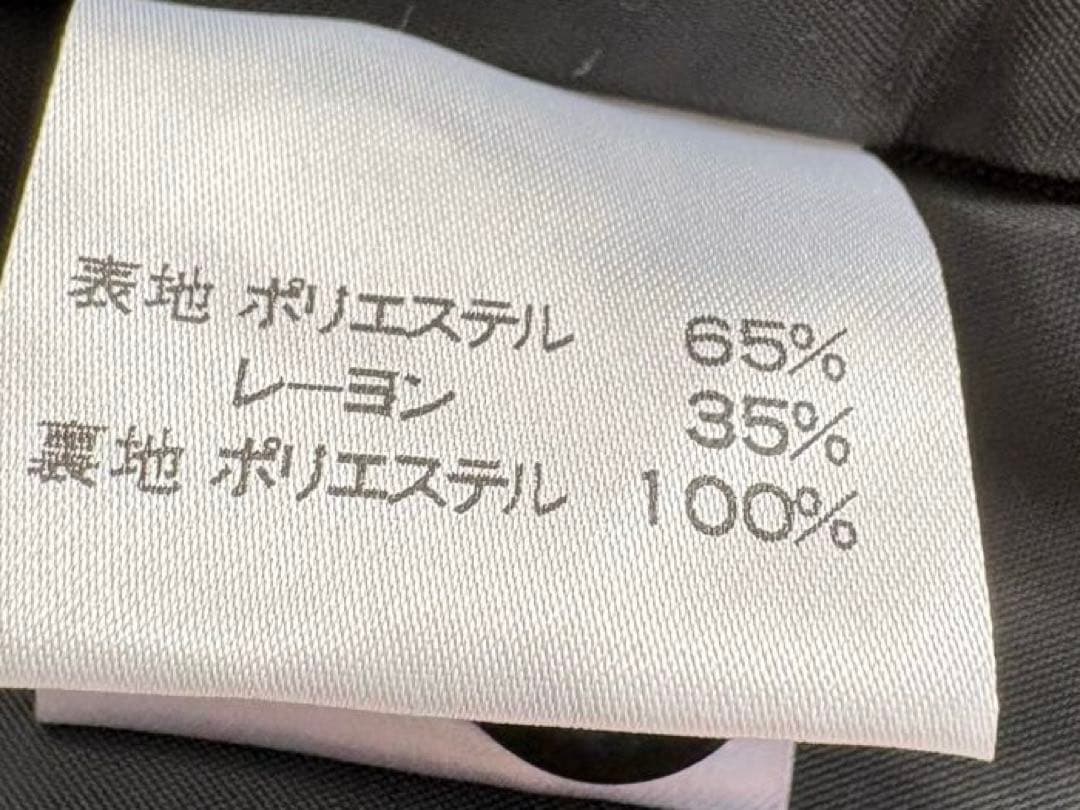 表地 ポリエステル 65%
レーヨン 35%
裏地 ポリエステル 100%